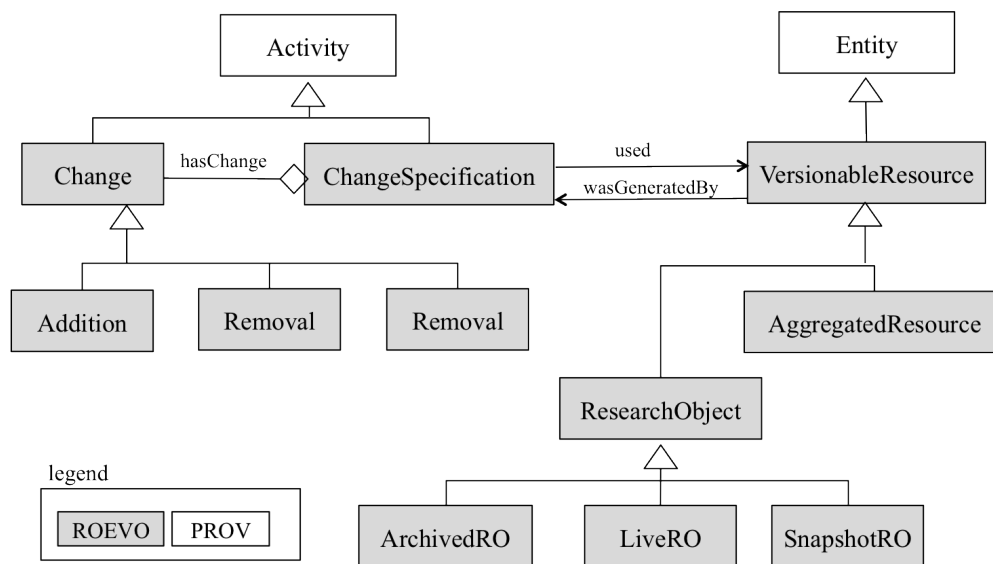 Activity
Entity
Change
hasChange
ChangeSpecification
used
wasGeneratedBy
VersionableResource
Addition
Removal
Removal
AggregatedResource
ResearchObject
legend
ROEVO
PROV
ArchivedRO
LiveRO
SnapshotRO